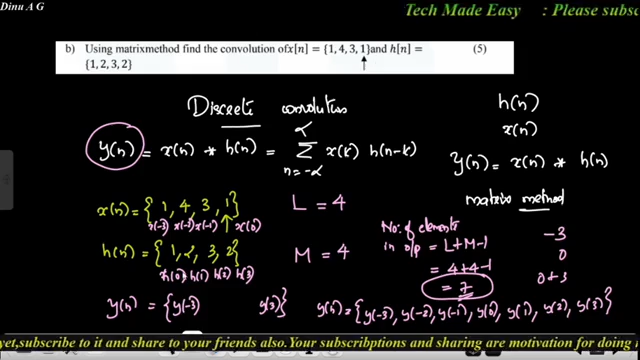 Dinu A G
Tech Made Easy : Please subsc
b) Using matrixmethod find the convolution ofx[n] = {1, 4, 3, 1}and h[n] = (5)
{1, 2, 3, 2}
↑
Discrete convolution
y(n) = x(n) * h(n) = ∑ x(k) h(n-k)
α
n=-α
h(n)
x(n)
y(n) = x(n) * h(n)
matrix method
x(n) = { 1, 4, 3, 1 } L = 4
x(-3) x(-2) x(-1) ↑ x(0)
h(n) = { 1, 2, 3, 2 } M = 4
h(0) h(1) h(2) h(3)
No: of elements
in o/p = L+M-1
= 4+4-1
= 7
-3
0
0+3
y(n) = { y(-3) y(3) } y(n) = { y(-3), y(-2), y(-1), y(0), y(1), y(2), y(3) }
yet,subscribe to it and share to your friends also.Your subscriptions and sharing are motivation for doing